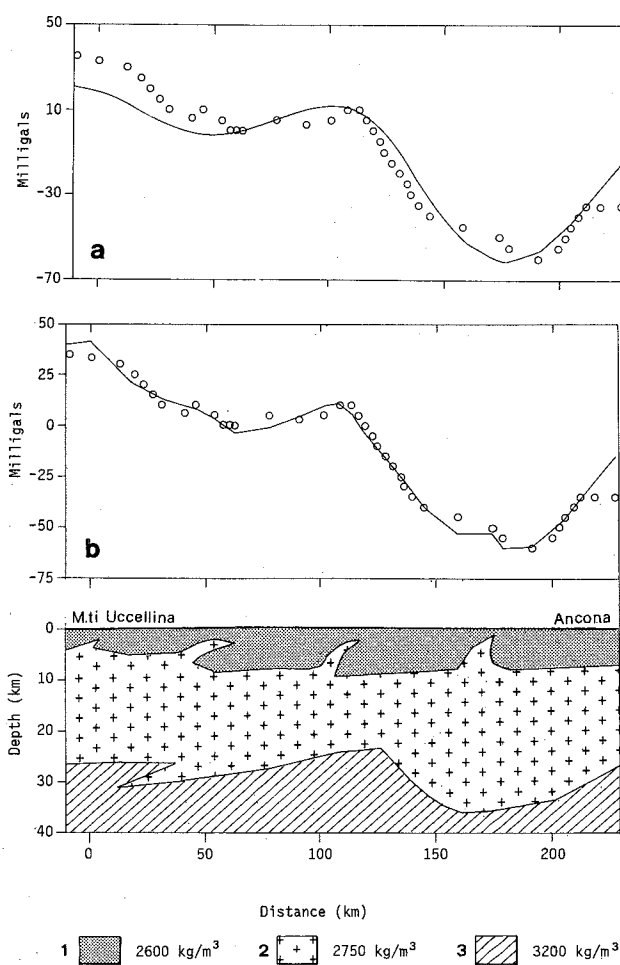 50
10
-30
-70
Milligals
a
50
25
0
-25
-50
-75
Milligals
b
M.ti Uccellina
Ancona
0
10
20
30
40
Depth (km)
0
50
100
150
200
Distance (km)
1 2600 kg/m³ 2 2750 kg/m³ 3 3200 kg/m³